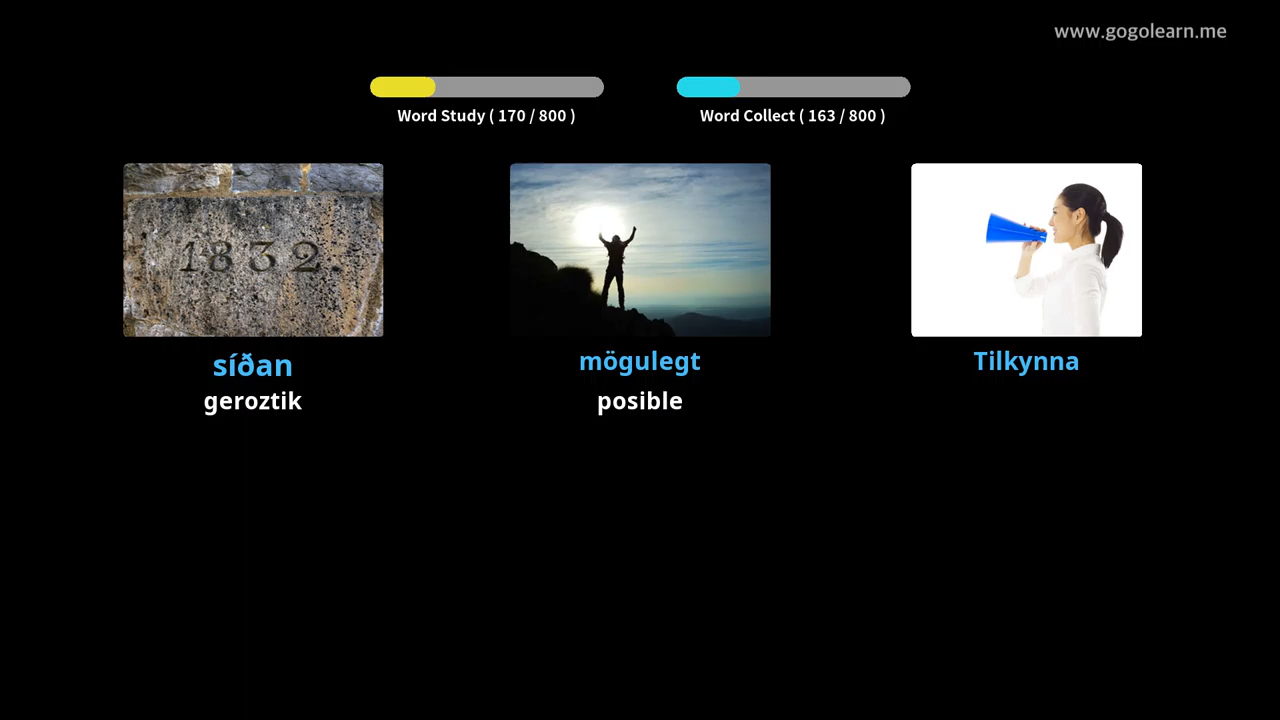 www.gogolearn.me
Word Study ( 170 / 800 )
Word Collect ( 163 / 800 )
1832.
síðan
mögulegt
Tilkynna
geroztik
posible